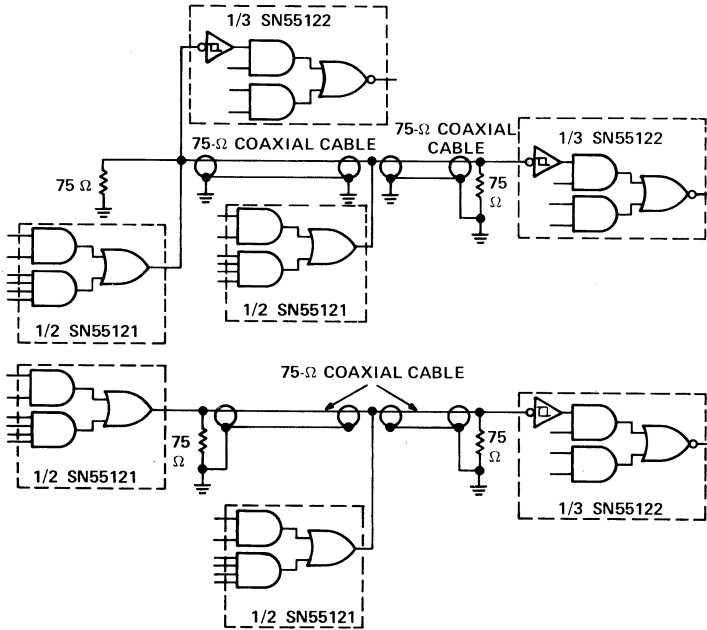 1/3 SN55122
75-Ω COAXIAL CABLE
75-Ω COAXIAL
CABLE
1/3 SN55122
75 Ω
75
Ω
1/2 SN55121
1/2 SN55121
75-Ω COAXIAL CABLE
75
Ω
75
Ω
1/2 SN55121
1/3 SN55122
1/2 SN55121